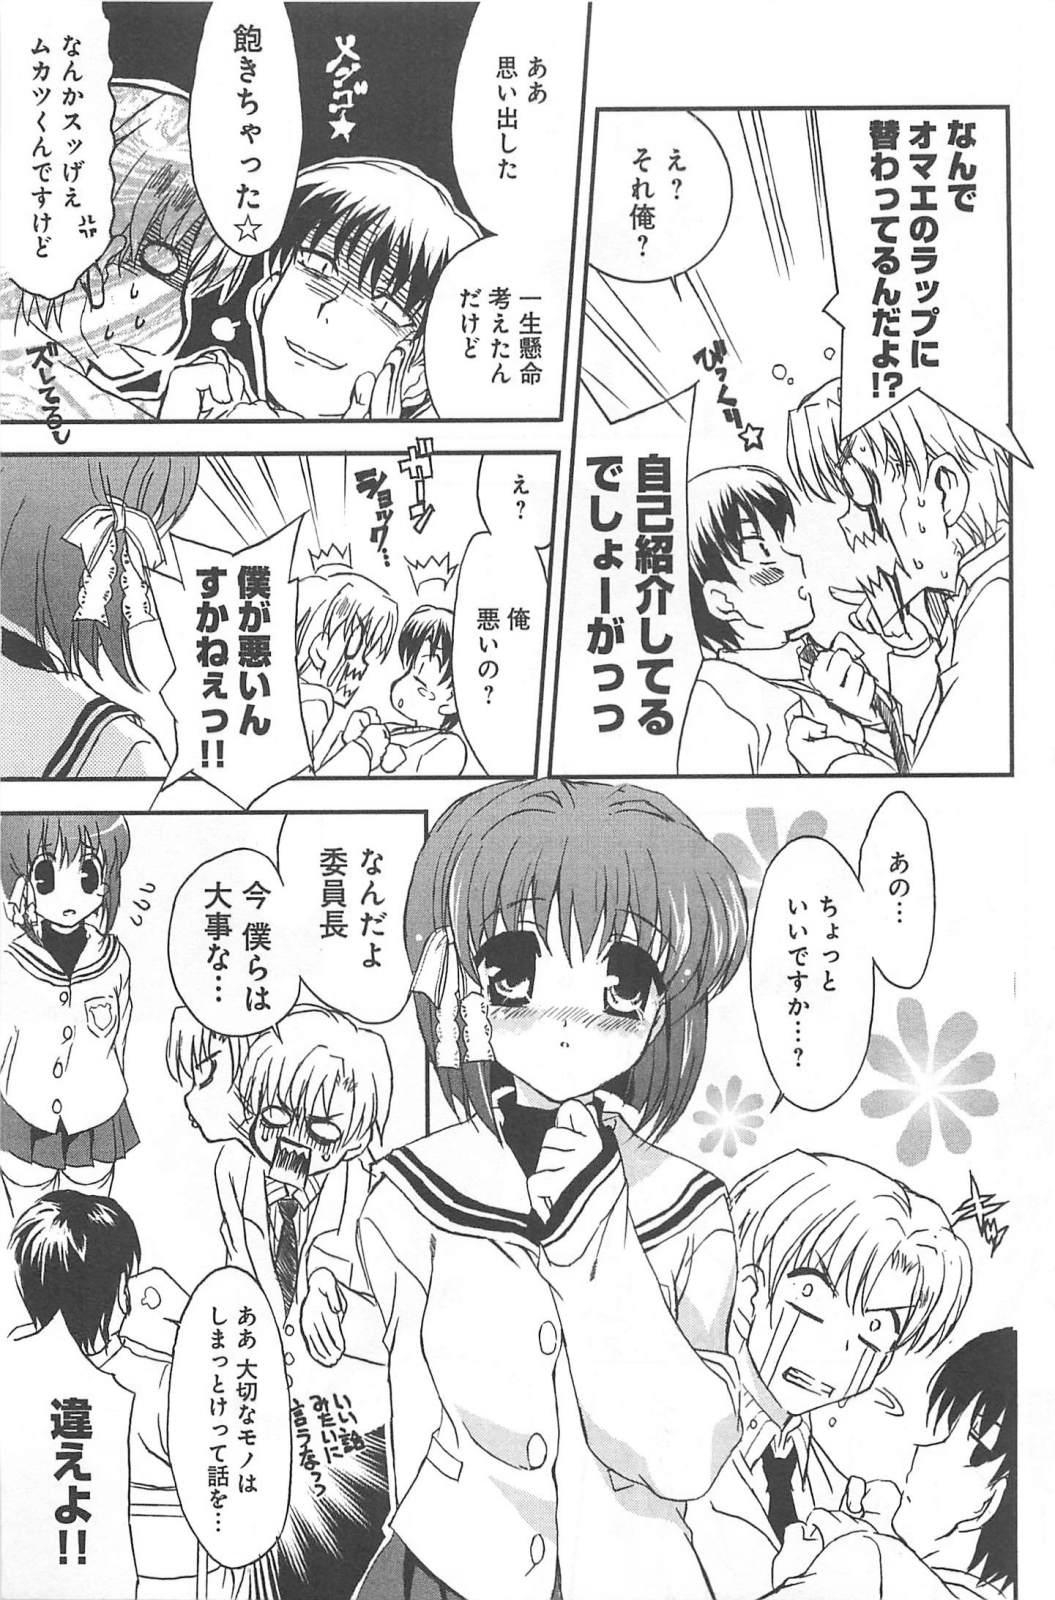 なんで
オマエのラップに
替わってるんだよ!?
え?
それ俺?
びっくりっ☆
自己紹介してる
でしょーがっっ
ああ
思い出した
一生懸命
考えたん
だけど
メンゴ★
飽きちゃった☆
なんかスッげえ
ムカツくんですけど
ズレてるし
え?
俺
悪いの?
ガーン
ショック…
僕が悪いん
すかねぇっ!!
あの…
ちょっと
いいですか…?
キッ
なんだよ
委員長
今 僕らは
大事な…
ああ 大切なモノは
しまっとけって話を…
いい話
みたいに
言うなっ
違えよ!!